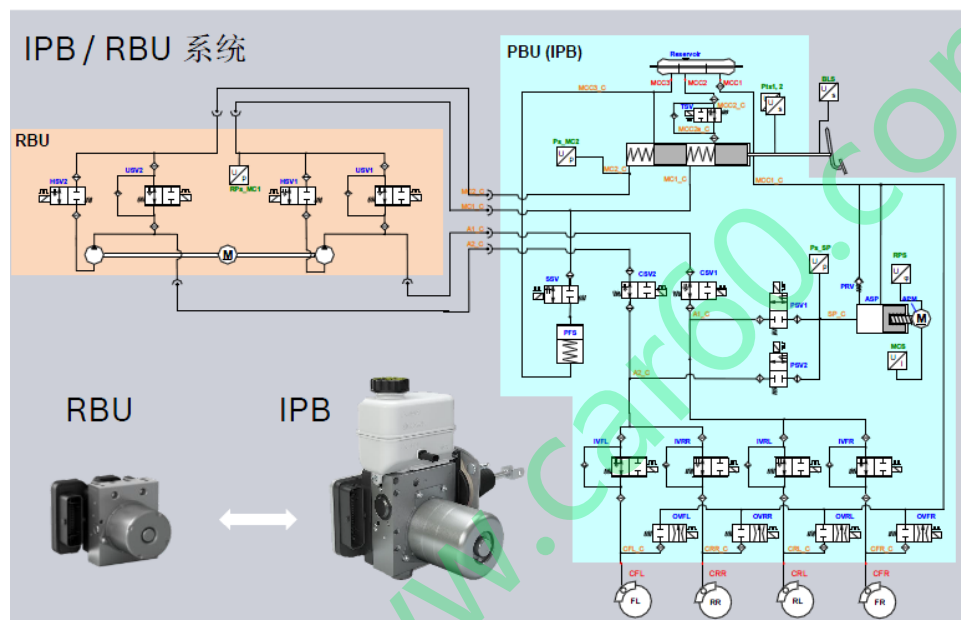 IPB / RBU 系统
PBU (IPB)
Reservoir
MCC3 MCC2 MCC1
MCC3_C
MCC2_C
TSV
MCC2a_C
Pts1, 2
U
s
BLS
U
s
Ps_MC2
U
p
MC2_C
MC1_C
MCC1_C
RBU
HSV2
USV2
U
p
RPs_MC1
HSV1
USV1
M
MC2_C
MC1_C
A1_C
A2_C
SSV
CSV2
CSV1
PFS
Ps_SP
U
p
RPS
U
PRV
ASP
APM
M
PSV1
A1_C
SP_C
MCS
U
i
PSV2
A2_C
RBU
IPB
IVFL
IVRR
IVRL
IVFR
OVFL
OVRR
OVRL
OVFR
CFL_C
CRR_C
CRL_C
CFR_C
CFL
CRR
CRL
CFR
FL
RR
RL
FR
www.car60.com